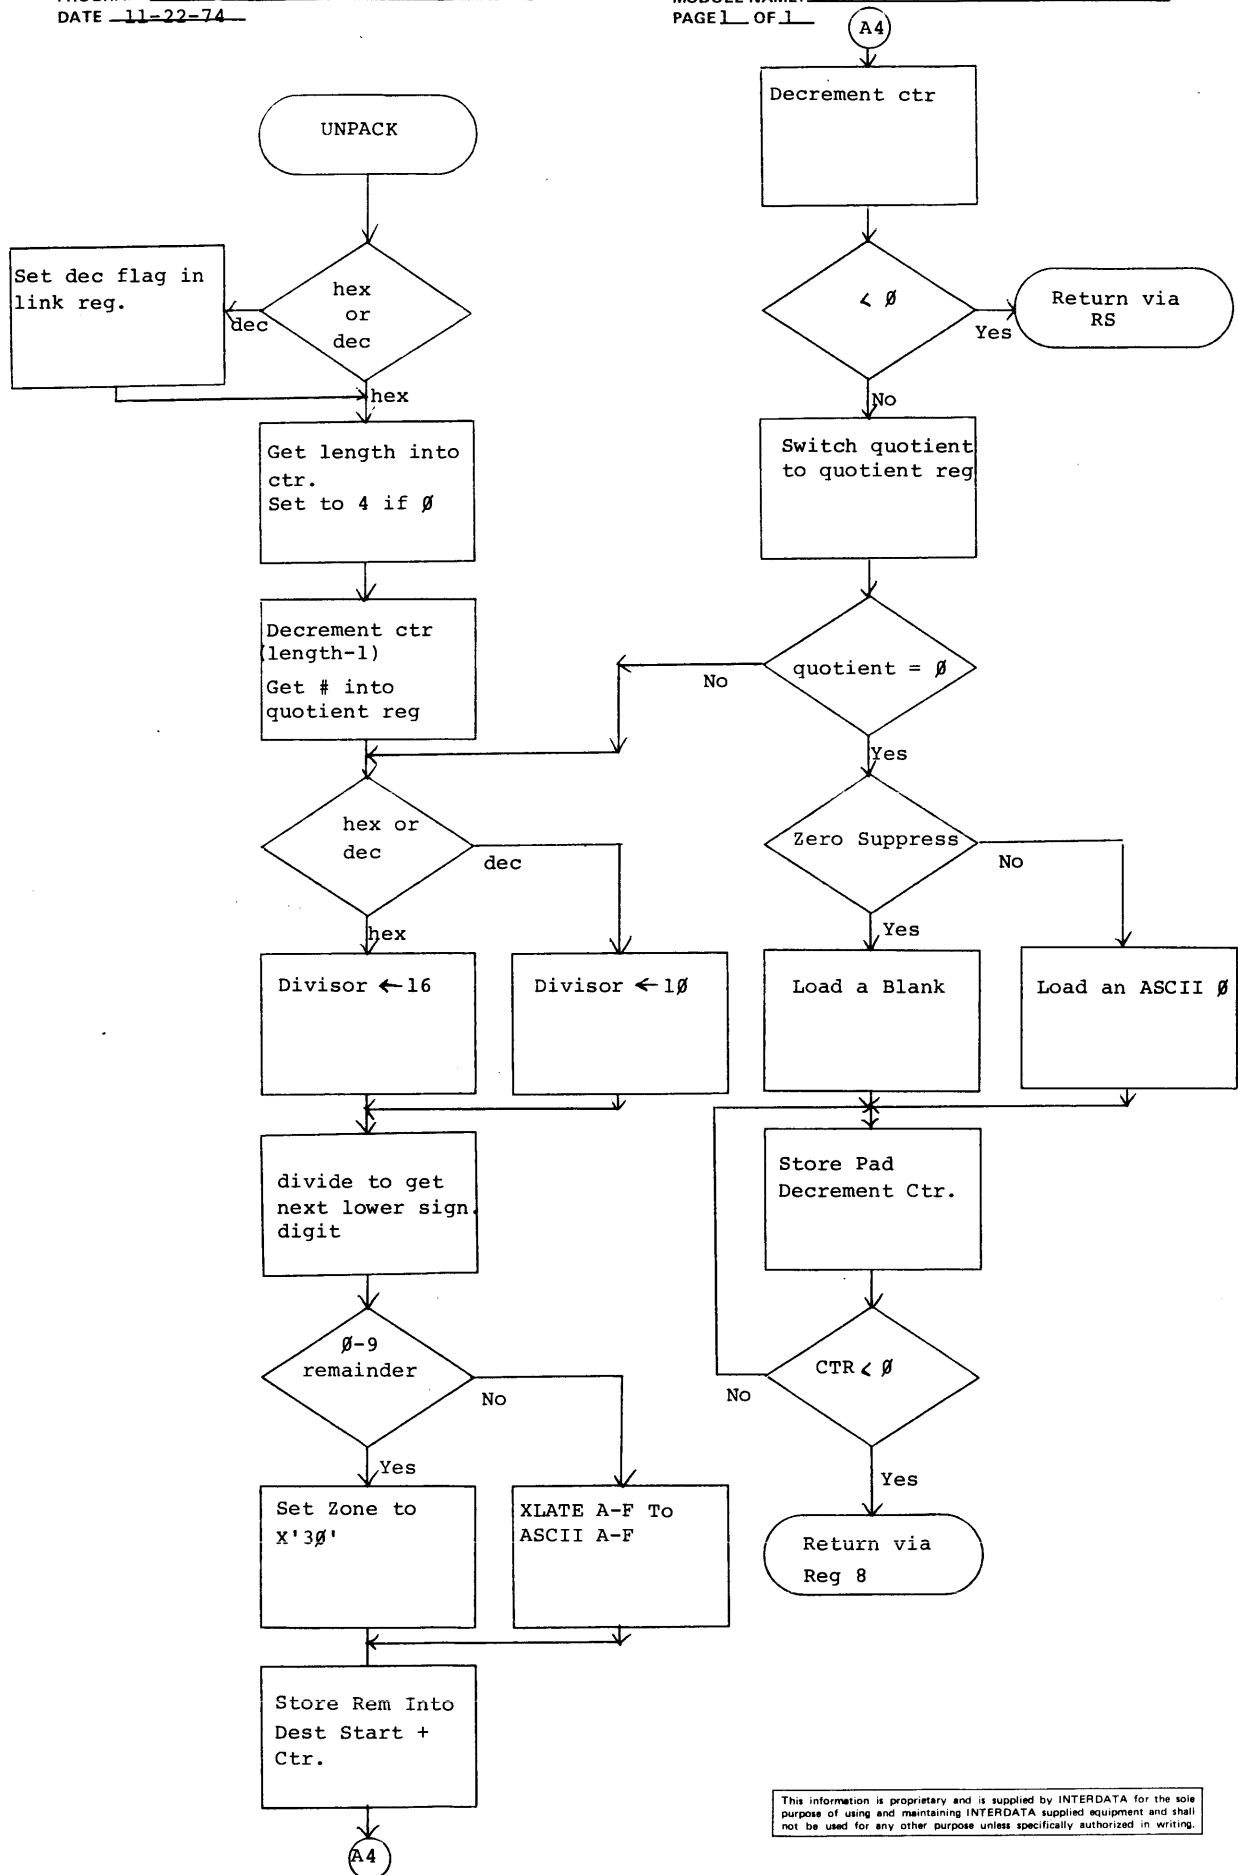 DATE 11-22-74
PAGE 1 OF 1
UNPACK
hex
or
dec
dec
Set dec flag in
link reg.
hex
Get length into
ctr.
Set to 4 if Ø
Decrement ctr
(length-1)
Get # into
quotient reg
hex or
dec
dec
hex
Divisor ← 16
Divisor ← 1Ø
divide to get
next lower sign.
digit
Ø-9
remainder
No
Yes
Set Zone to
X'3Ø'
XLATE A-F To
ASCII A-F
Store Rem Into
Dest Start +
Ctr.
A4
A4
Decrement ctr
< Ø
Yes
Return via
RS
No
Switch quotient
to quotient reg
quotient = Ø
No
Yes
Zero Suppress
No
Yes
Load a Blank
Load an ASCII Ø
Store Pad
Decrement Ctr.
CTR < Ø
No
Yes
Return via
Reg 8
This information is proprietary and is supplied by INTERDATA for the sole
purpose of using and maintaining INTERDATA supplied equipment and shall
not be used for any other purpose unless specifically authorized in writing.